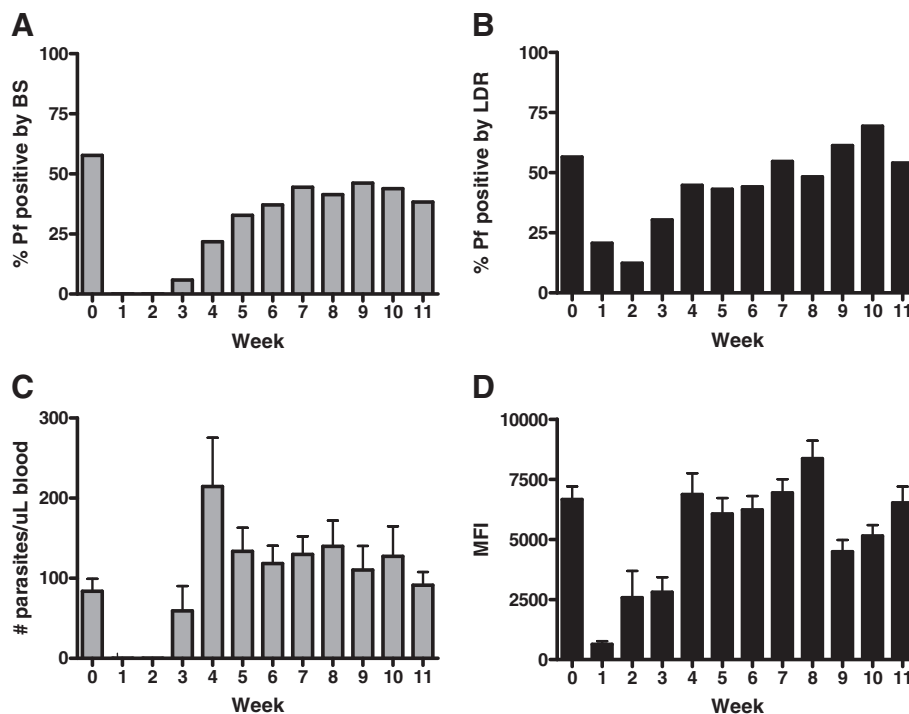 A
% Pf positive by BS
100
75
50
25
0
0 1 2 3 4 5 6 7 8 9 10 11
Week
B
% Pf positive by LDR
100
75
50
25
0
0 1 2 3 4 5 6 7 8 9 10 11
Week
C
# parasites/uL blood
300
200
100
0
0 1 2 3 4 5 6 7 8 9 10 11
Week
D
MFI
10000
7500
5000
2500
0
0 1 2 3 4 5 6 7 8 9 10 11
Week